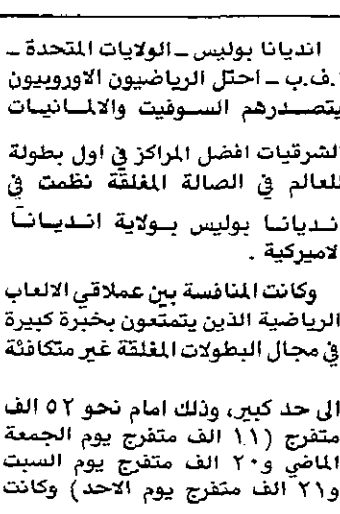 انديانا بوليس ـ الولايات المتحدة ـ
.ف.ب ـ احتل الرياضيون الاوروبيون
يتصدرهم السوفيت والالمانيات
الشرقيات افضل المراكز في اول بطولة
للعالم في الصالة المغلقة نظمت في
نديانا بوليس بولاية انديانا
لاميركية .
وكانت المنافسة بين عملاقي الالعاب
الرياضية الذين يتمتعون بخبرة كبيرة
في مجال البطولات المغلقة غير متكافئة
الى حد كبير، وذلك امام نحو ٥٢ الف
متفرج (١١ الف متفرج يوم الجمعة
الماضي و٢٠ الف متفرج يوم السبت
و٢١ الف متفرج يوم الاحد) وكانت